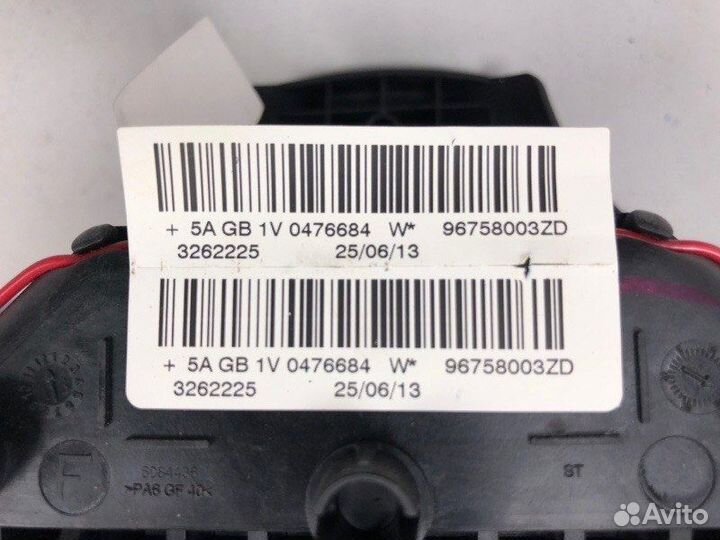 + 5A GB 1V 0476684 W* 96758003ZD
3262225 25/06/13
+ 5A GB 1V 0476684 W* 96758003ZD
3262225 25/06/13
F
>PA6 GF 40<
ST
Avito